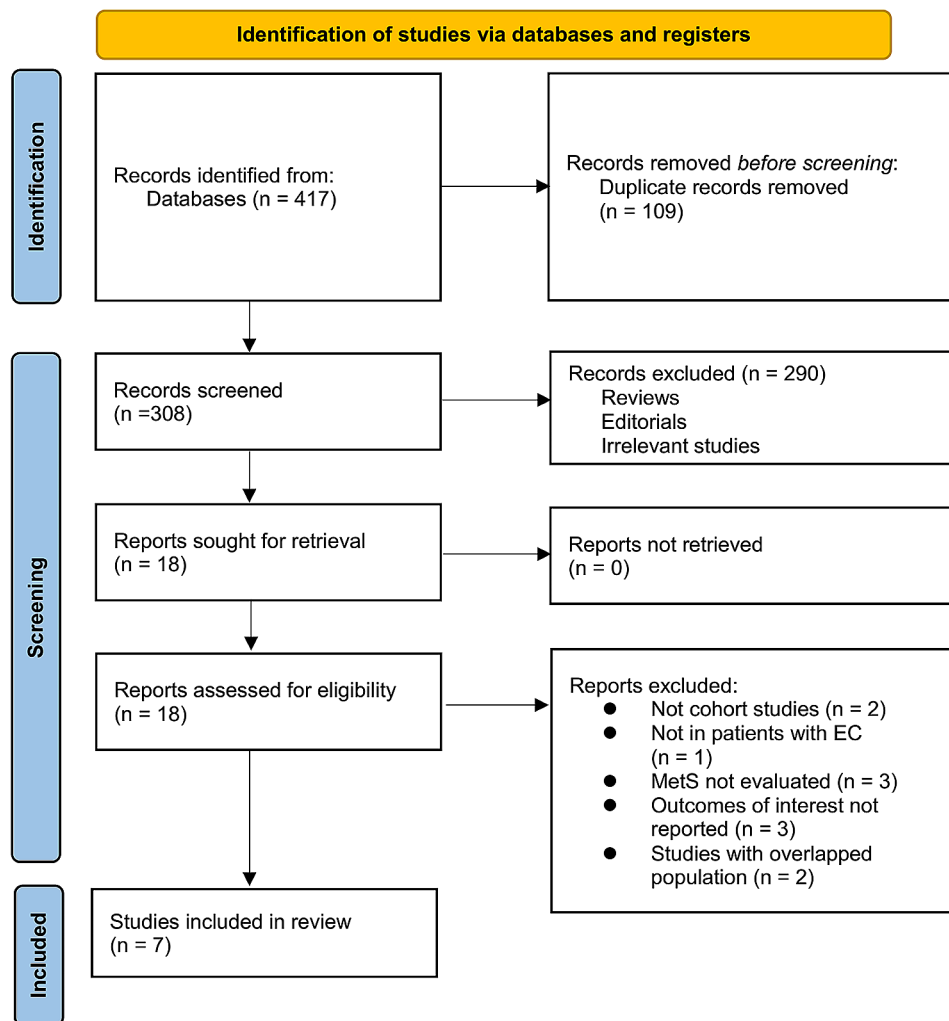 Identification of studies via databases and registers
Identification
Records identified from:
Databases (n = 417)
Records removed before screening:
Duplicate records removed
(n = 109)
Screening
Records screened
(n =308)
Records excluded (n = 290)
Reviews
Editorials
Irrelevant studies
Reports sought for retrieval
(n = 18)
Reports not retrieved
(n = 0)
Reports assessed for eligibility
(n = 18)
Reports excluded:
● Not cohort studies (n = 2)
● Not in patients with EC
(n = 1)
● MetS not evaluated (n = 3)
● Outcomes of interest not
reported (n = 3)
● Studies with overlapped
population (n = 2)
Included
Studies included in review
(n = 7)